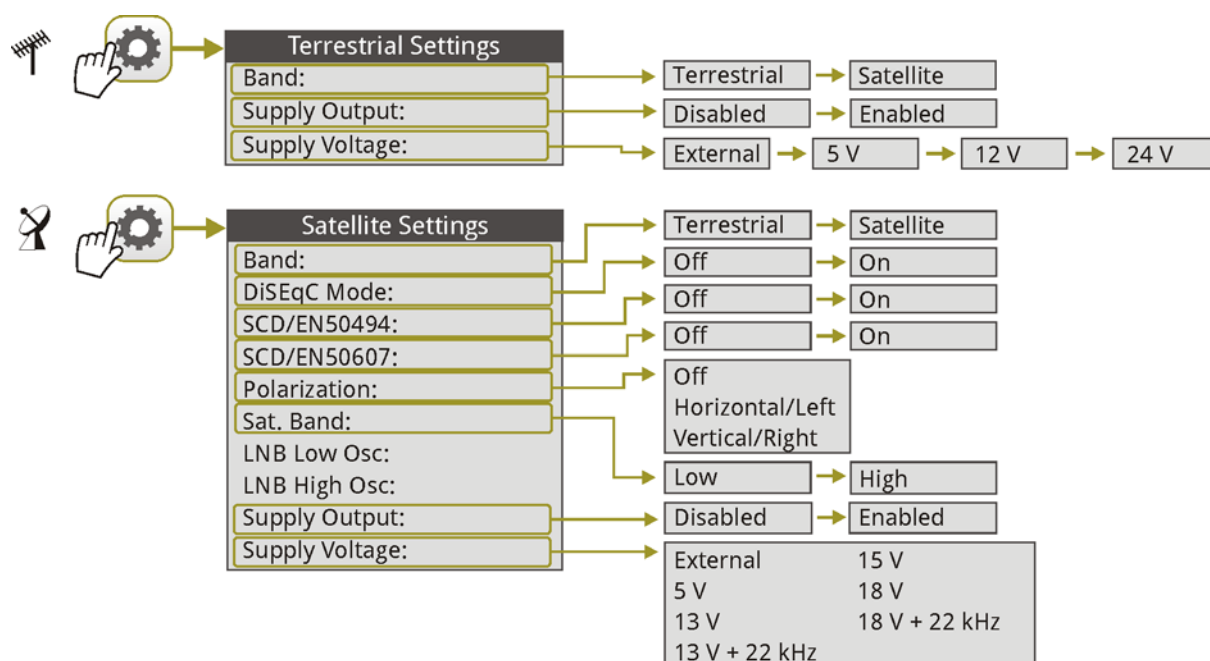 Terrestrial Settings
Band:
Terrestrial
Satellite
Supply Output:
Disabled
Enabled
Supply Voltage:
External
5 V
12 V
24 V
Satellite Settings
Band:
Terrestrial
Satellite
DiSEqC Mode:
Off
On
SCD/EN50494:
Off
On
SCD/EN50607:
Off
On
Polarization:
Off
Horizontal/Left
Vertical/Right
Sat. Band:
Low
High
LNB Low Osc:
LNB High Osc:
Supply Output:
Disabled
Enabled
Supply Voltage:
External
15 V
5 V
18 V
13 V
18 V + 22 kHz
13 V + 22 kHz